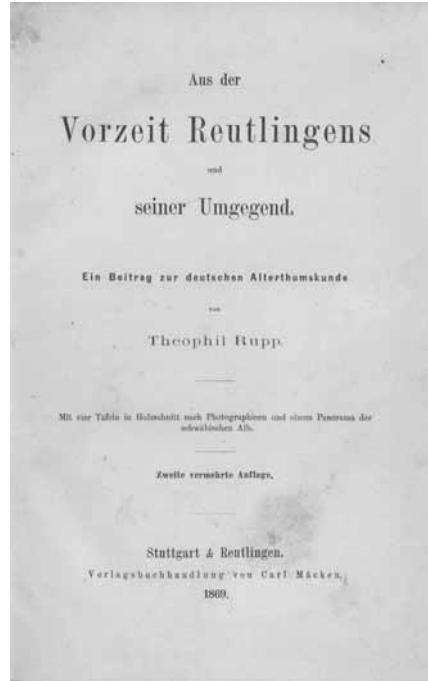 Aus der
Vorzeit Reutlingens
und
seiner Umgegend.
Ein Beitrag zur deutschen Alterthumskunde
von
Theophil Rupp.
Mit vier Tafeln in Holzschnitt nach Photographieen und einem Panorama der
schwäbischen Alb.
Zweite vermehrte Auflage.
Stuttgart & Reutlingen.
Verlagsbuchhandlung von Carl Mäcken.
1869.